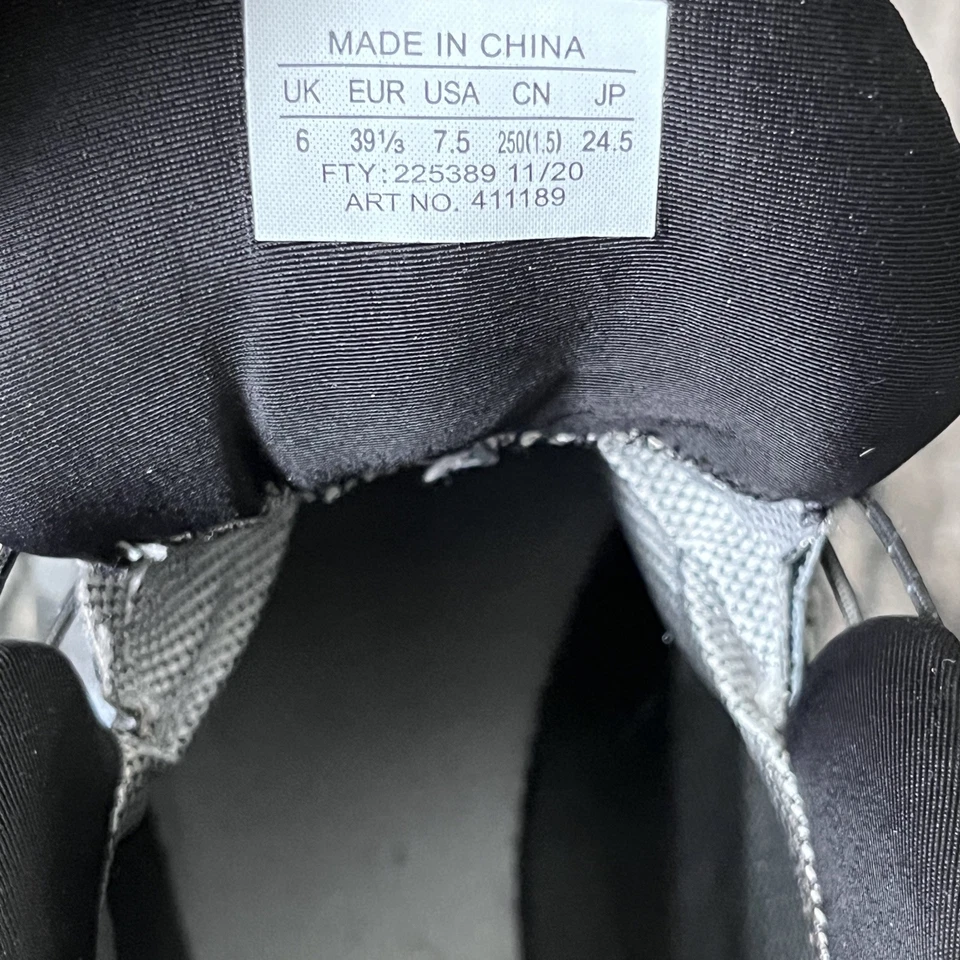 MADE IN CHINA
UK EUR USA CN JP
6 39⅓ 7.5 250(1.5) 24.5
FTY: 225389 11/20
ART NO. 411189